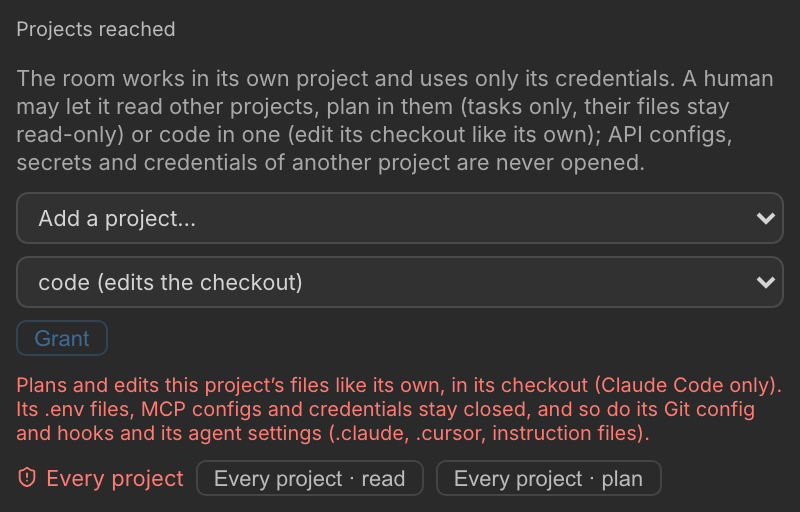 Projects reached
The room works in its own project and uses only its credentials. A human
may let it read other projects, plan in them (tasks only, their files stay
read-only) or code in one (edit its checkout like its own); API configs,
secrets and credentials of another project are never opened.
Add a project…
code (edits the checkout)
Grant
Plans and edits this project’s files like its own, in its checkout (Claude Code only).
Its .env files, MCP configs and credentials stay closed, and so do its Git config
and hooks and its agent settings (.claude, .cursor, instruction files).
Every project Every project · read Every project · plan